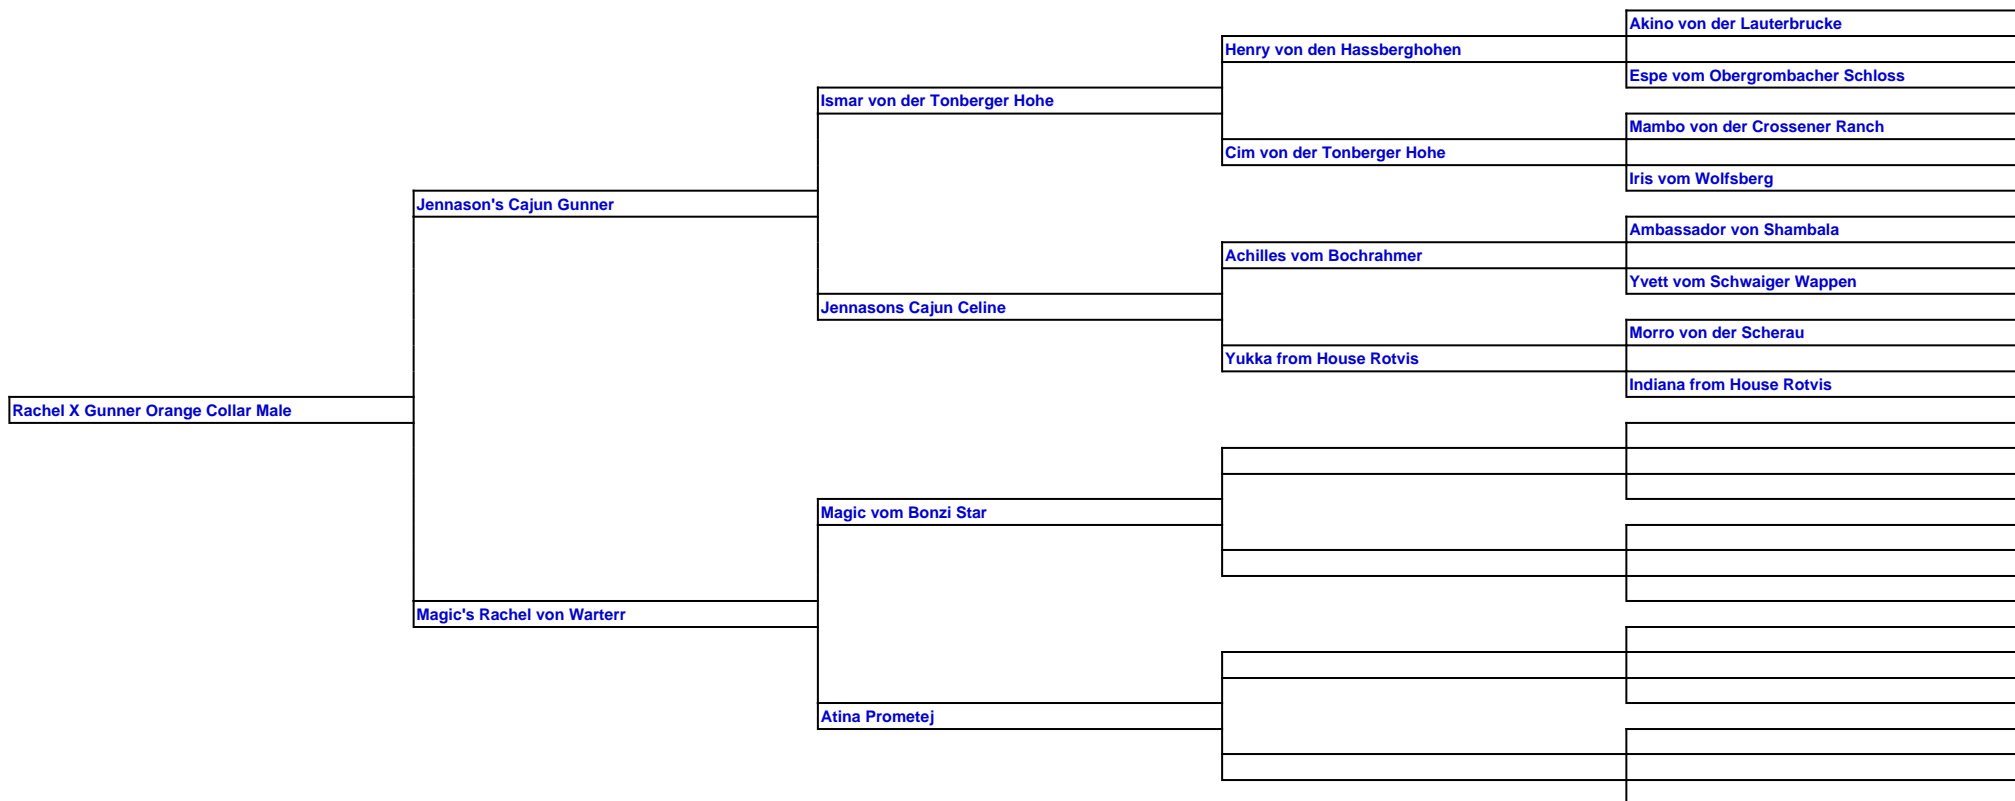 Akino von der Lauterbrucke
Henry von den Hassberghohen
Espe vom Obergrombacher Schloss
Ismar von der Tonberger Hohe
Mambo von der Crossener Ranch
Cim von der Tonberger Hohe
Iris vom Wolfsberg
Jennason's Cajun Gunner
Ambassador von Shambala
Achilles vom Bochrahmer
Yvett vom Schwaiger Wappen
Jennasons Cajun Celine
Morro von der Scherau
Yukka from House Rotvis
Indiana from House Rotvis
Rachel X Gunner Orange Collar Male
Magic vom Bonzi Star
Magic's Rachel von Warterr
Atina Prometej